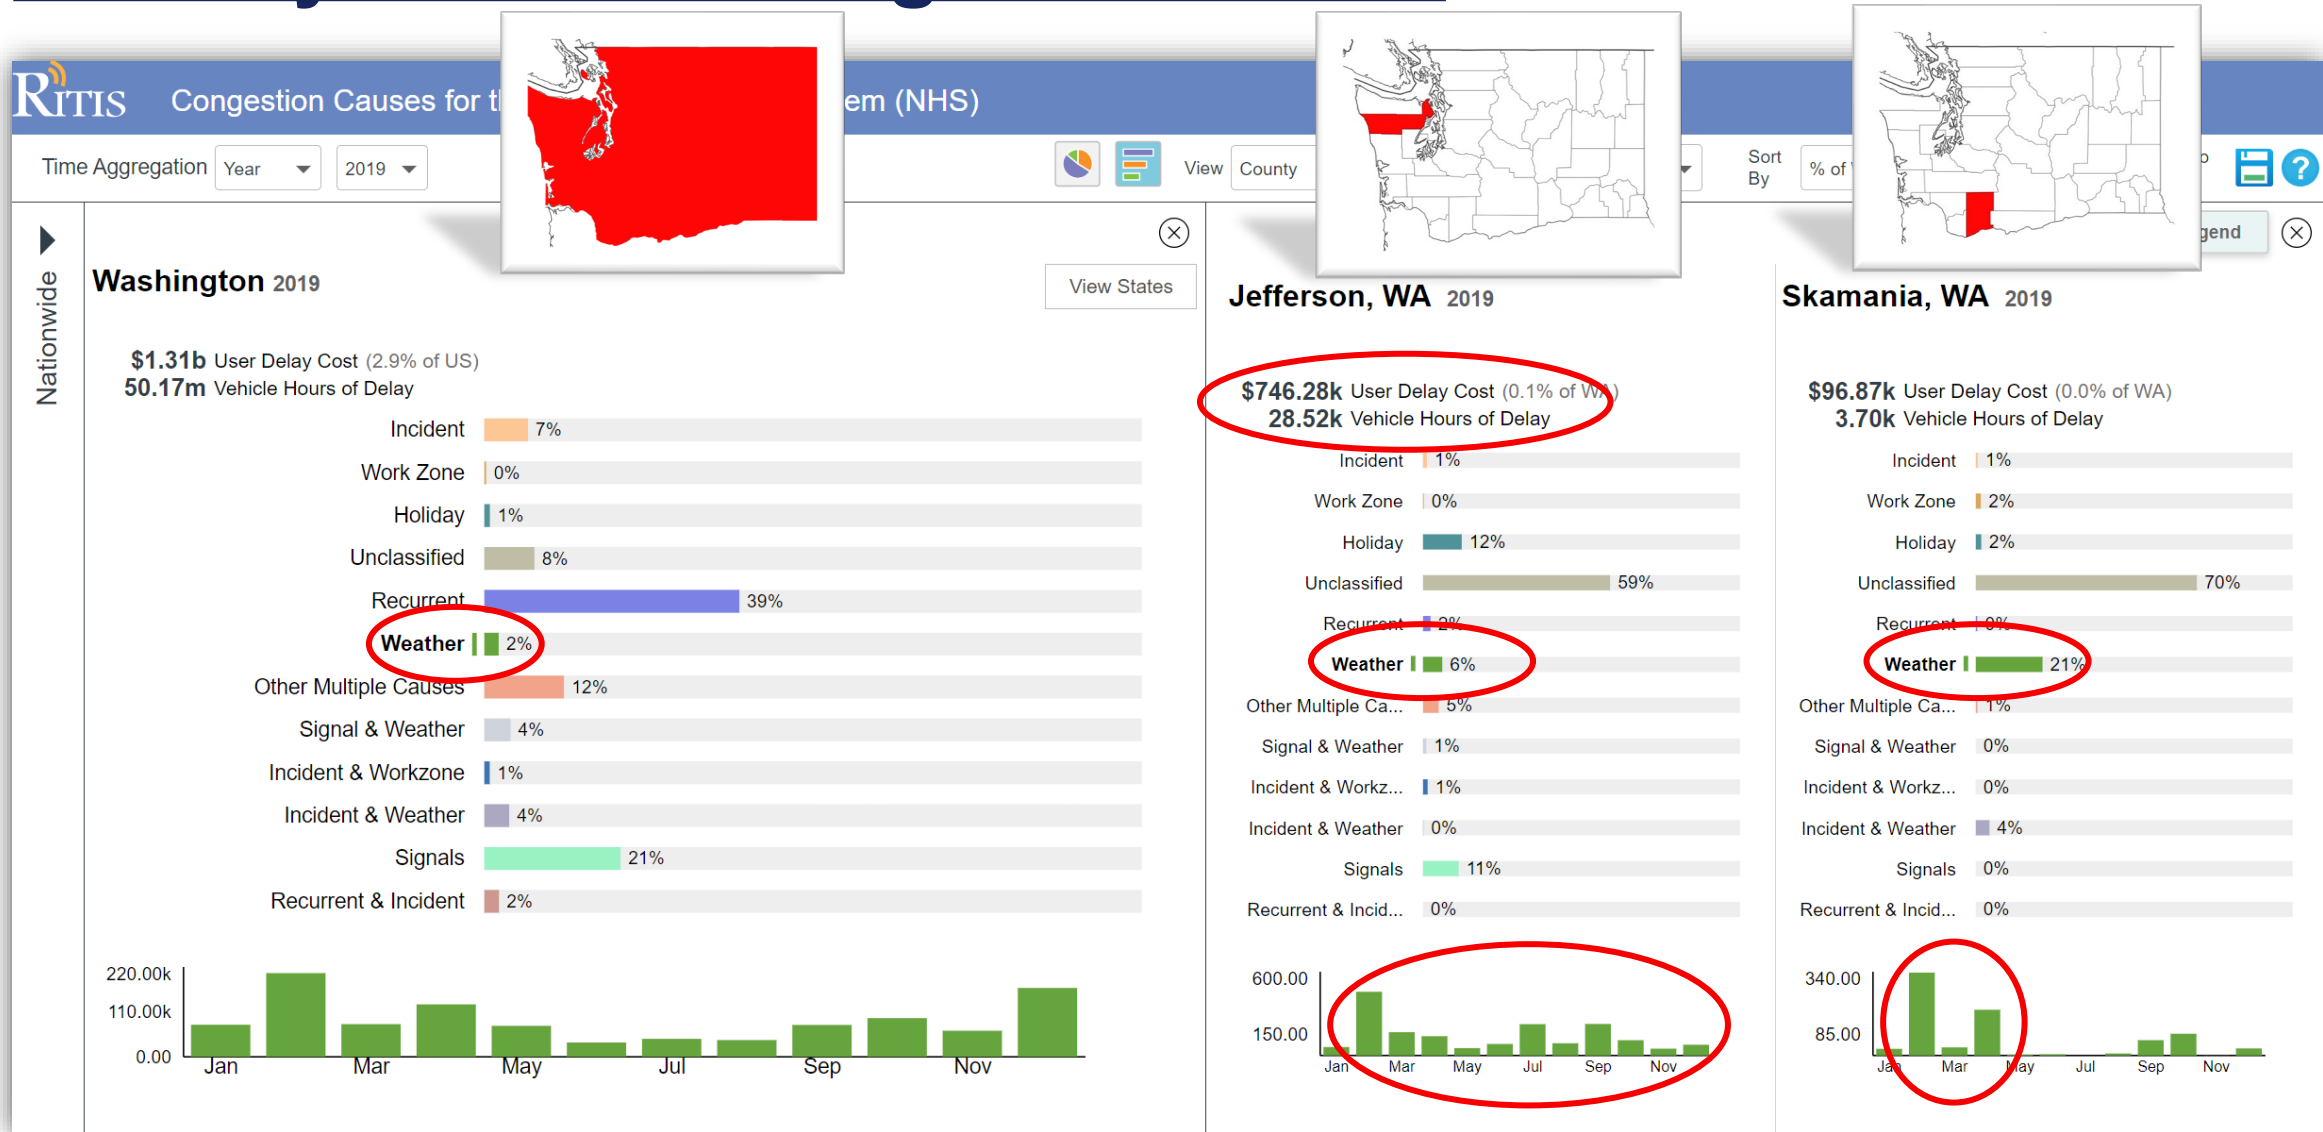 RITIS
Congestion Causes for t
em (NHS)
Time Aggregation
Year
2019
View
County
Sort
By
% of
gend
Nationwide
Washington 2019
View States
$1.31b User Delay Cost (2.9% of US)
50.17m Vehicle Hours of Delay
Incident 7%
Work Zone 0%
Holiday 1%
Unclassified 8%
Recurrent 39%
Weather 2%
Other Multiple Causes 12%
Signal & Weather 4%
Incident & Workzone 1%
Incident & Weather 4%
Signals 21%
Recurrent & Incident 2%
220.00k
110.00k
0.00
Jan Mar May Jul Sep Nov
Jefferson, WA 2019
$746.28k User Delay Cost (0.1% of WA)
28.52k Vehicle Hours of Delay
Incident 1%
Work Zone 0%
Holiday 12%
Unclassified 59%
Recurrent 2%
Weather 6%
Other Multiple Ca... 5%
Signal & Weather 1%
Incident & Workz... 1%
Incident & Weather 0%
Signals 11%
Recurrent & Incid... 0%
600.00
150.00
Jan Mar May Jul Sep Nov
Skamania, WA 2019
$96.87k User Delay Cost (0.0% of WA)
3.70k Vehicle Hours of Delay
Incident 1%
Work Zone 2%
Holiday 2%
Unclassified 70%
Recurrent 0%
Weather 21%
Other Multiple Ca... 1%
Signal & Weather 0%
Incident & Workz... 0%
Incident & Weather 4%
Signals 0%
Recurrent & Incid... 0%
340.00
85.00
Jan Mar May Jul Sep Nov